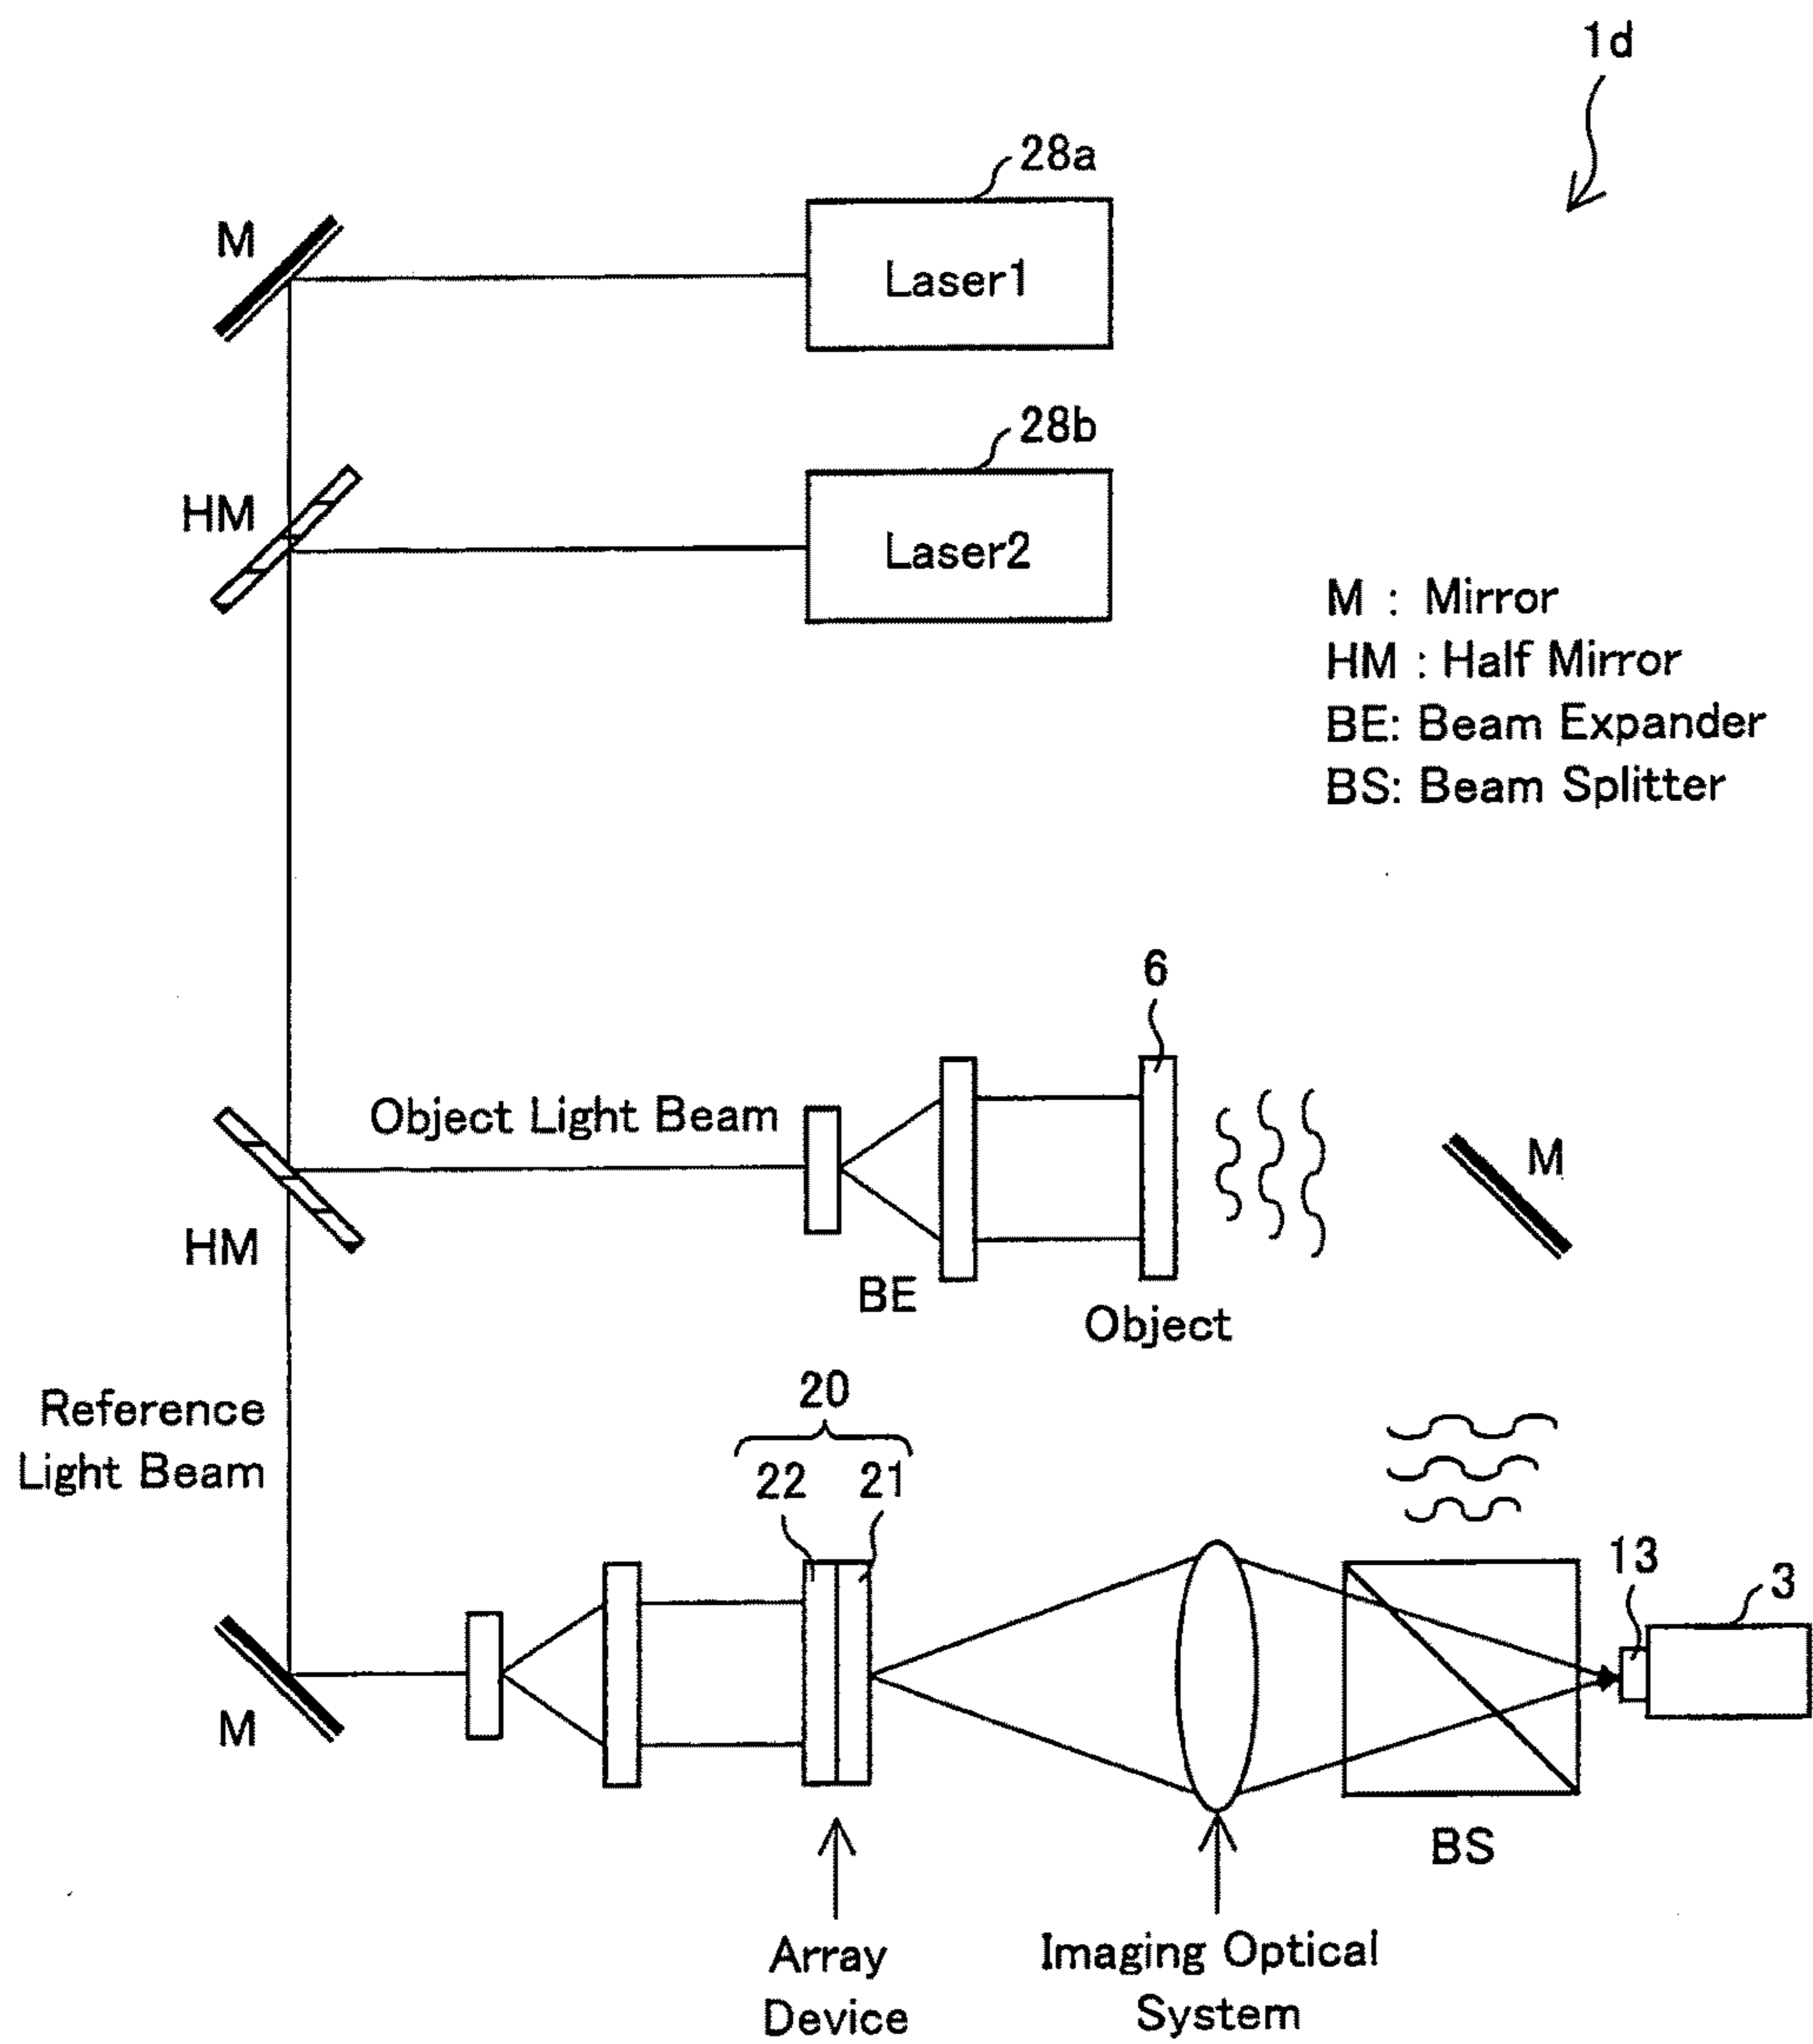 1d
28a
M
Laser1
28b
HM
Laser2
M : Mirror
HM : Half Mirror
BE: Beam Expander
BS: Beam Splitter
6
Object Light Beam
M
HM
BE
Object
20
Reference
Light Beam
22 21
13
3
M
BS
Array
Device
Imaging Optical
System